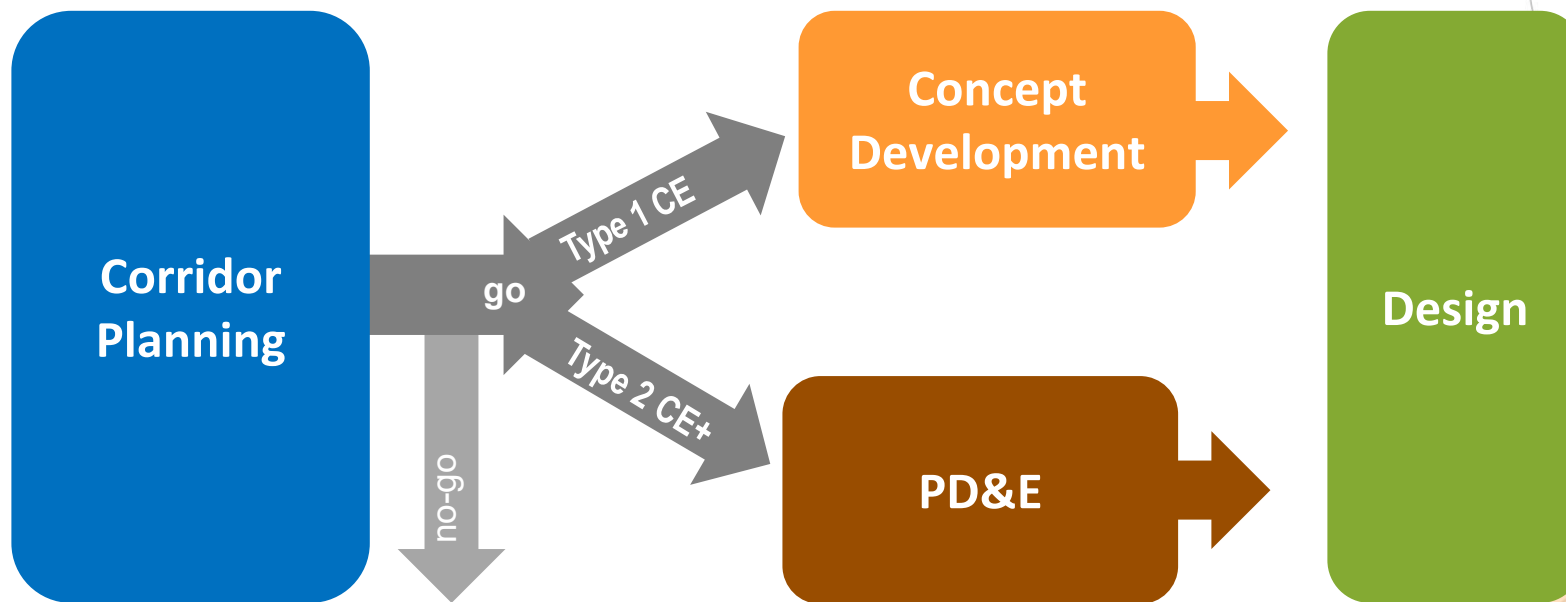 Corridor
Planning
go
no-go
Type 1 CE
Type 2 CE+
Concept
Development
PD&E
Design